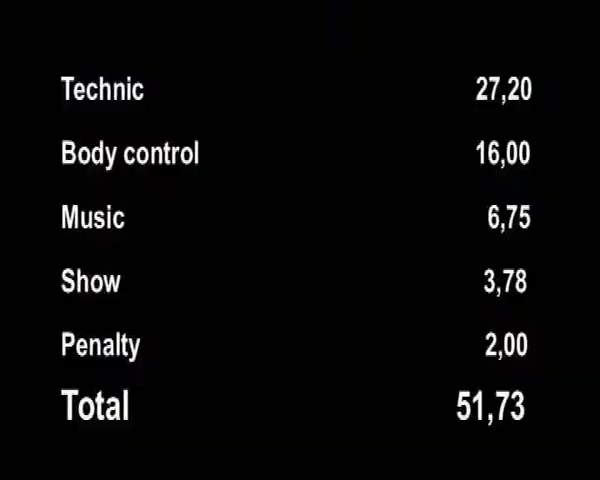 Technic 27,20
Body control 16,00
Music 6,75
Show 3,78
Penalty 2,00
Total 51,73